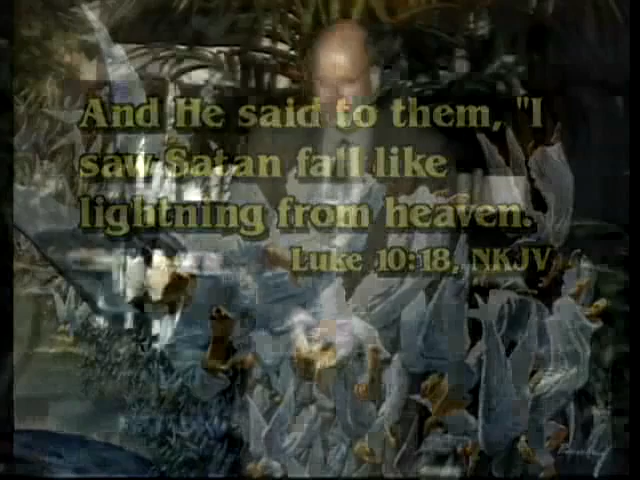 And He said to them, "I
saw Satan fall like
lightning from heaven.
Luke 10:18, NKJV